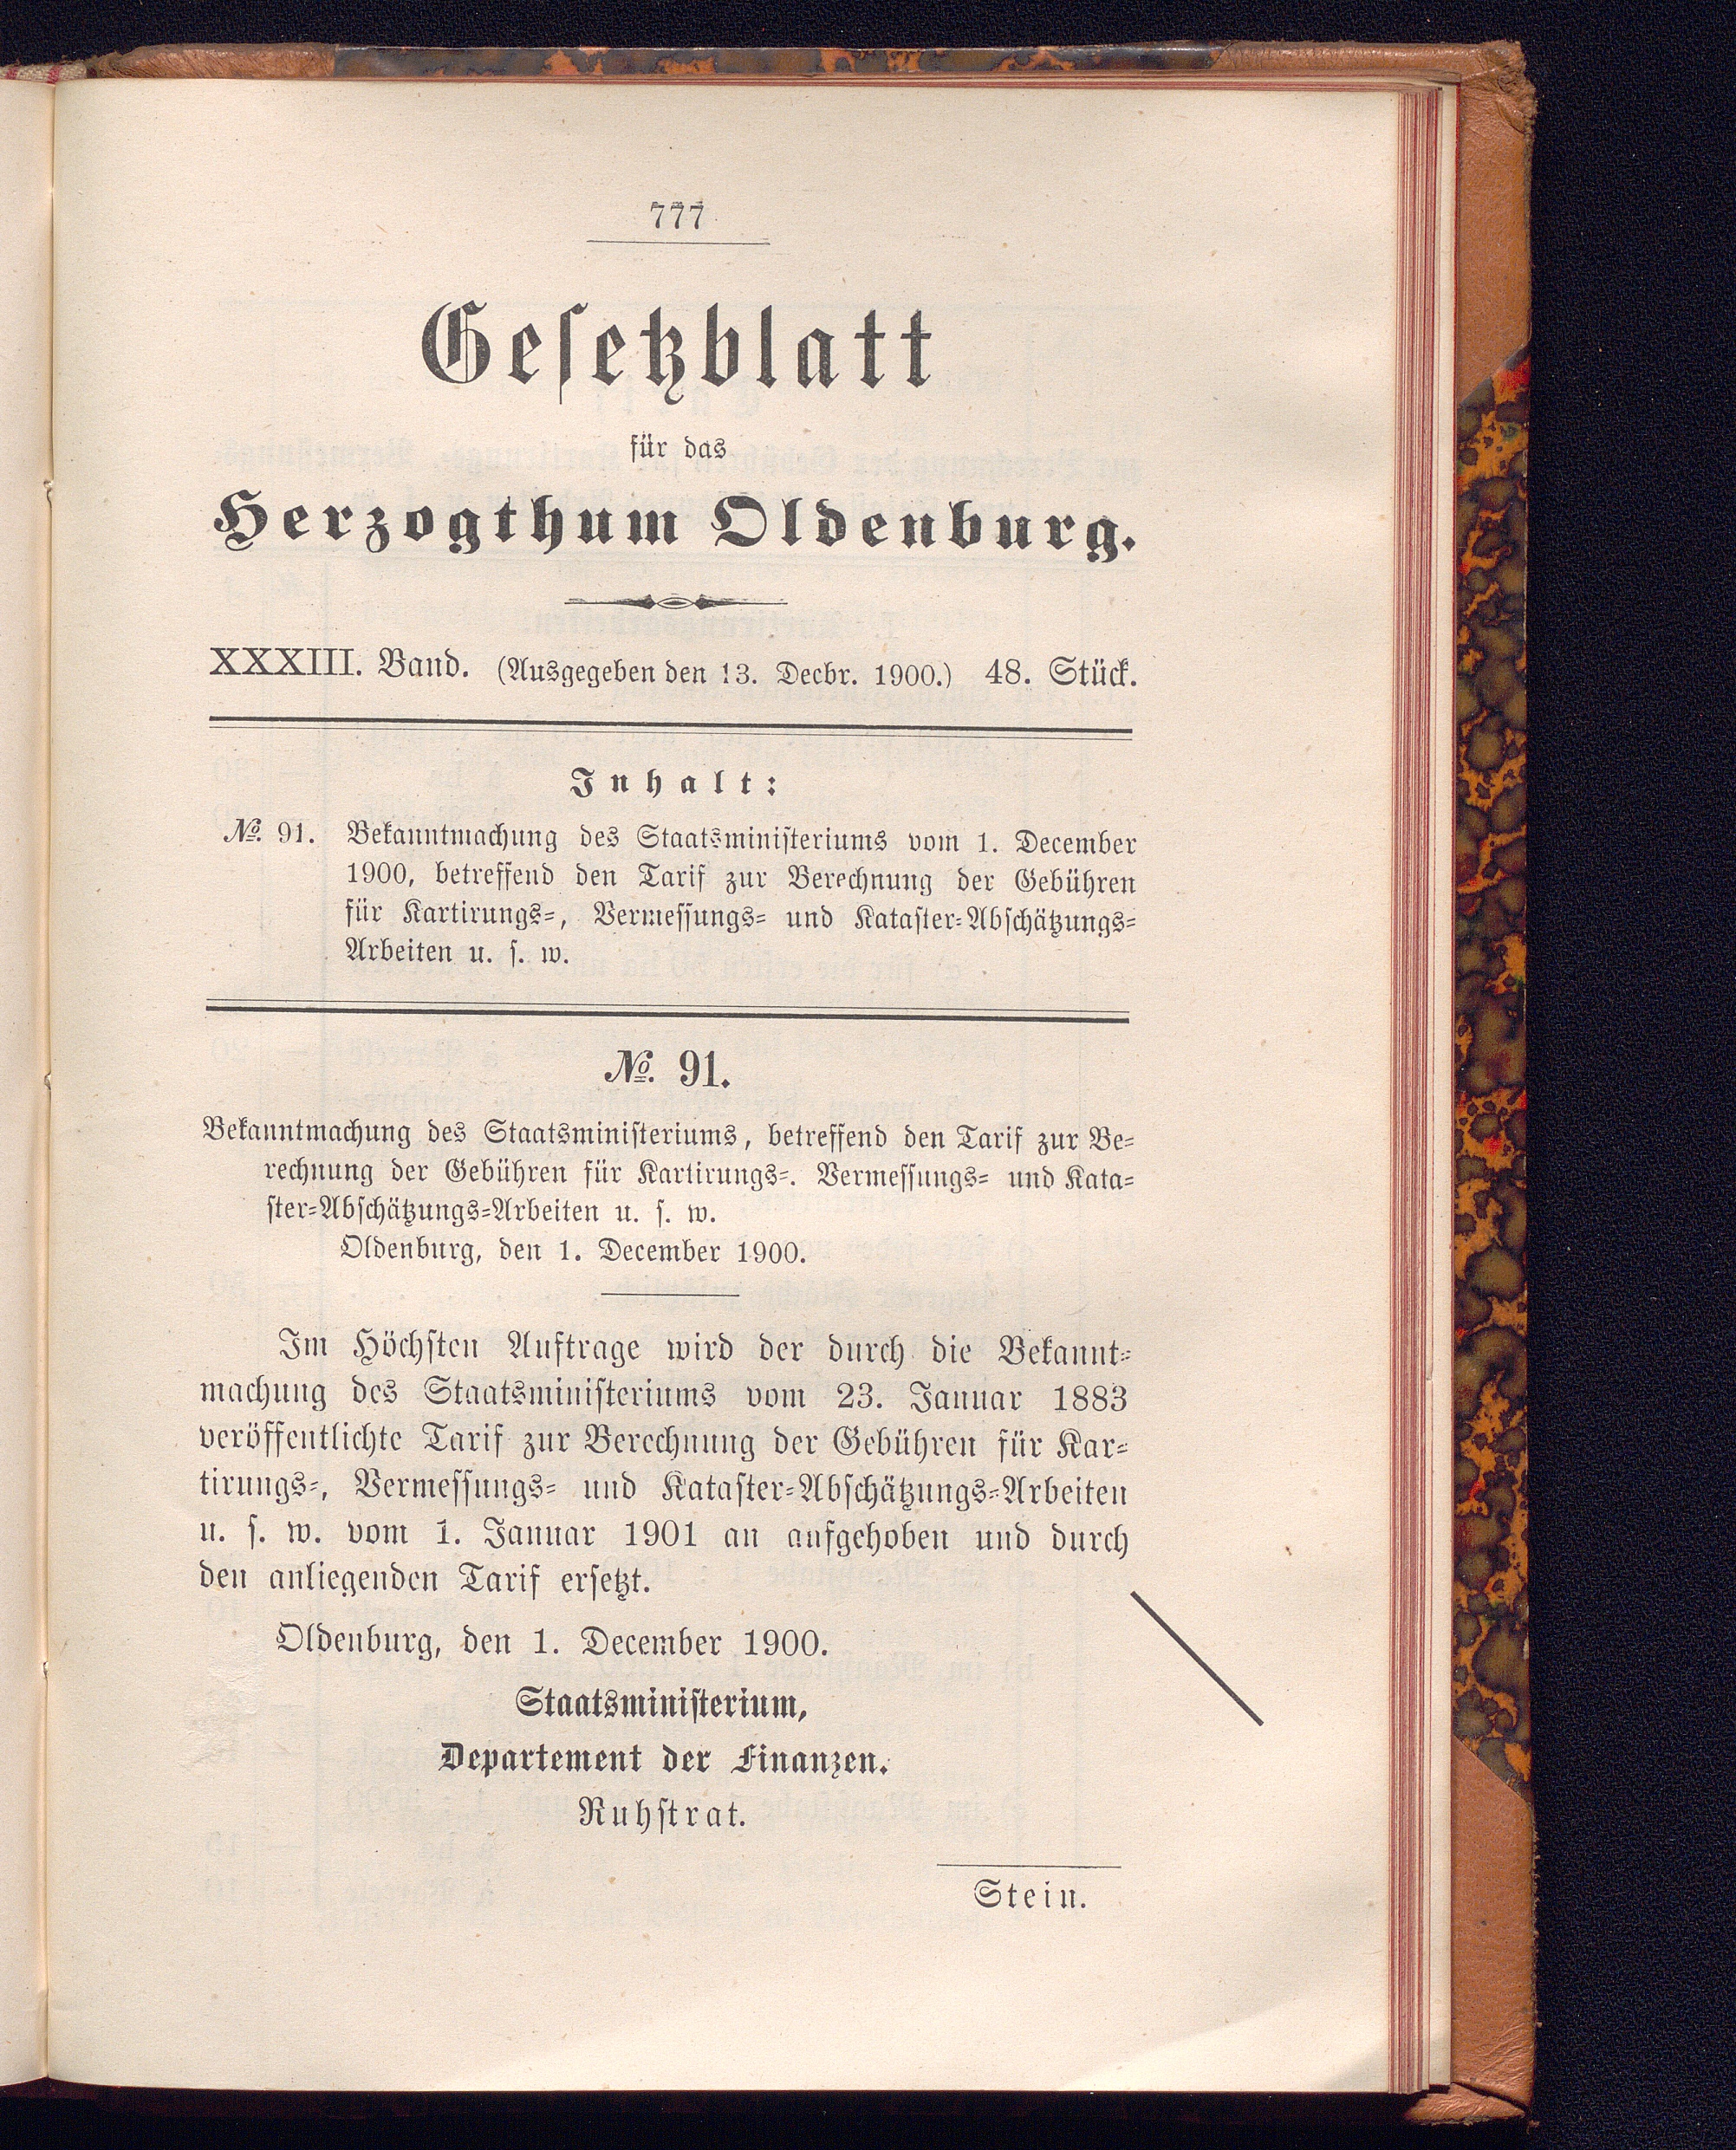 777
Gesetzblatt
für das
Herzogthum Oldenburg.
XXXIII. Band. (Ausgegeben den 13. Decbr. 1900.) 48. Stück.
Inhalt:
№. 91. Bekanntmachung des Staatsministeriums vom 1. December
1900, betreffend den Tarif zur Berechnung der Gebühren
für Kartirungs-, Vermessungs- und Kataster-Abschätzungs-
Arbeiten u. s. w.
№. 91.
Bekanntmachung des Staatsministeriums, betreffend den Tarif zur Be-
rechnung der Gebühren für Kartirungs-. Vermessungs- und Kata-
ster-Abschätzungs-Arbeiten u. s. w.
Oldenburg, den 1. December 1900.
Im Höchsten Auftrage wird der durch die Bekannt-
machung des Staatsministeriums vom 23. Januar 1883
veröffentlichte Tarif zur Berechnung der Gebühren für Kar-
tirungs-, Vermessungs- und Kataster-Abschätzungs-Arbeiten
u. s. w. vom 1. Januar 1901 an aufgehoben und durch
den anliegenden Tarif ersetzt.
Oldenburg, den 1. December 1900.
Staatsministerium,
Departement der Finanzen.
Ruhstrat.
Stein.